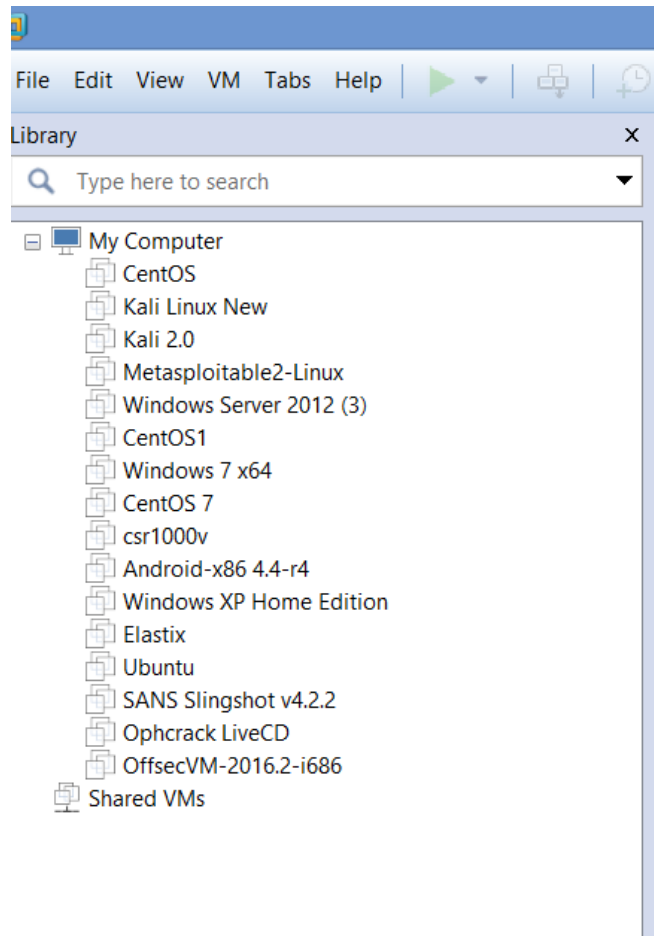 File Edit View VM Tabs Help
Library
Type here to search
My Computer
CentOS
Kali Linux New
Kali 2.0
Metasploitable2-Linux
Windows Server 2012 (3)
CentOS1
Windows 7 x64
CentOS 7
csr1000v
Android-x86 4.4-r4
Windows XP Home Edition
Elastix
Ubuntu
SANS Slingshot v4.2.2
Ophcrack LiveCD
OffsecVM-2016.2-i686
Shared VMs